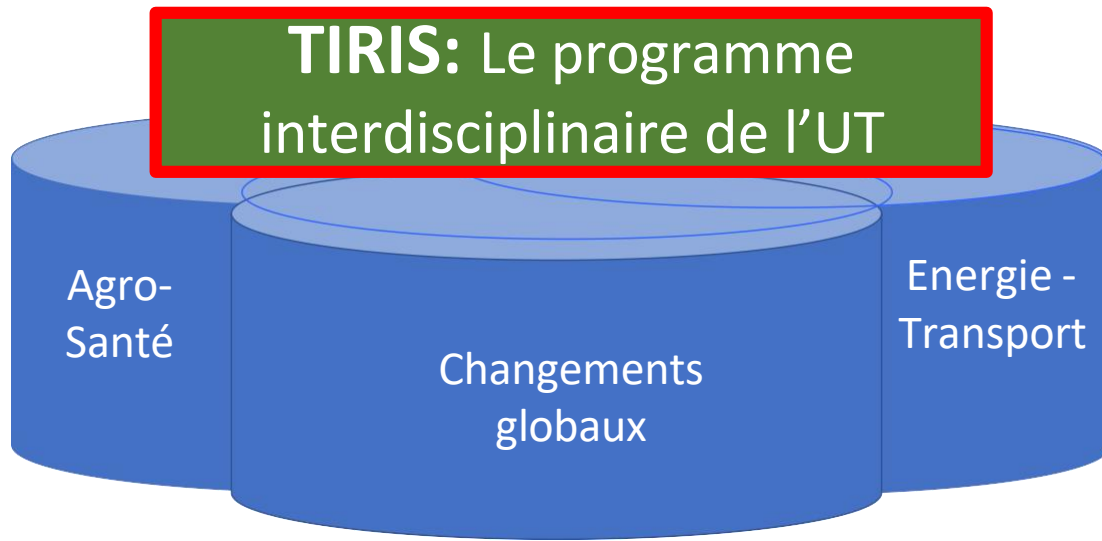 TIRIS: Le programme
interdisciplinaire de l’UT
Agro-
Santé
Changements
globaux
Energie -
Transport